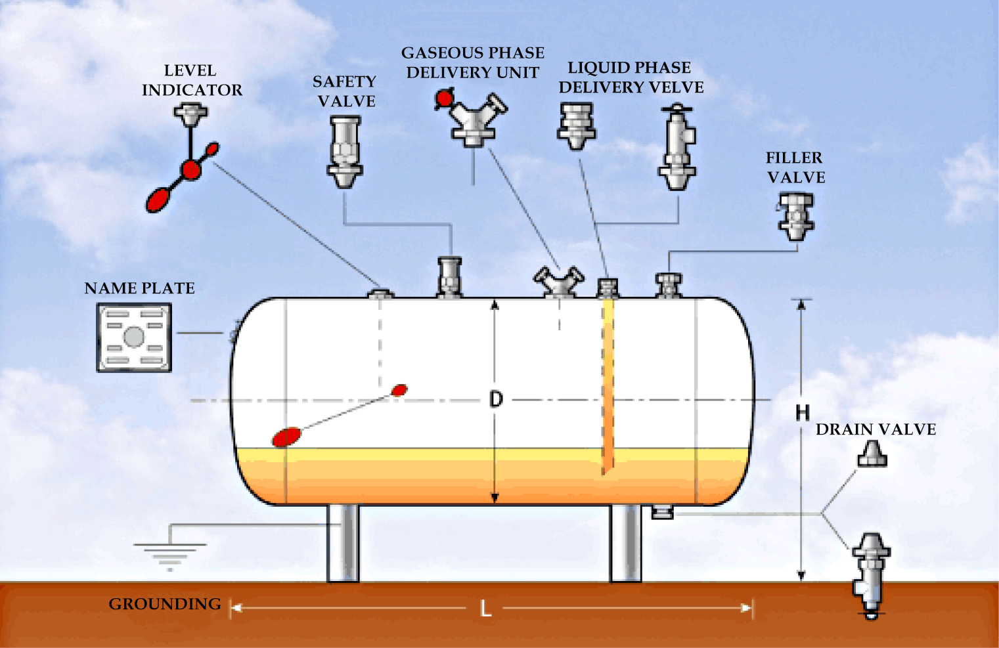 GASEOUS PHASE
DELIVERY UNIT
LEVEL
INDICATOR
SAFETY
VALVE
LIQUID PHASE
DELIVERY VELVE
FILLER
VALVE
NAME PLATE
D
H
DRAIN VALVE
GROUNDING
L